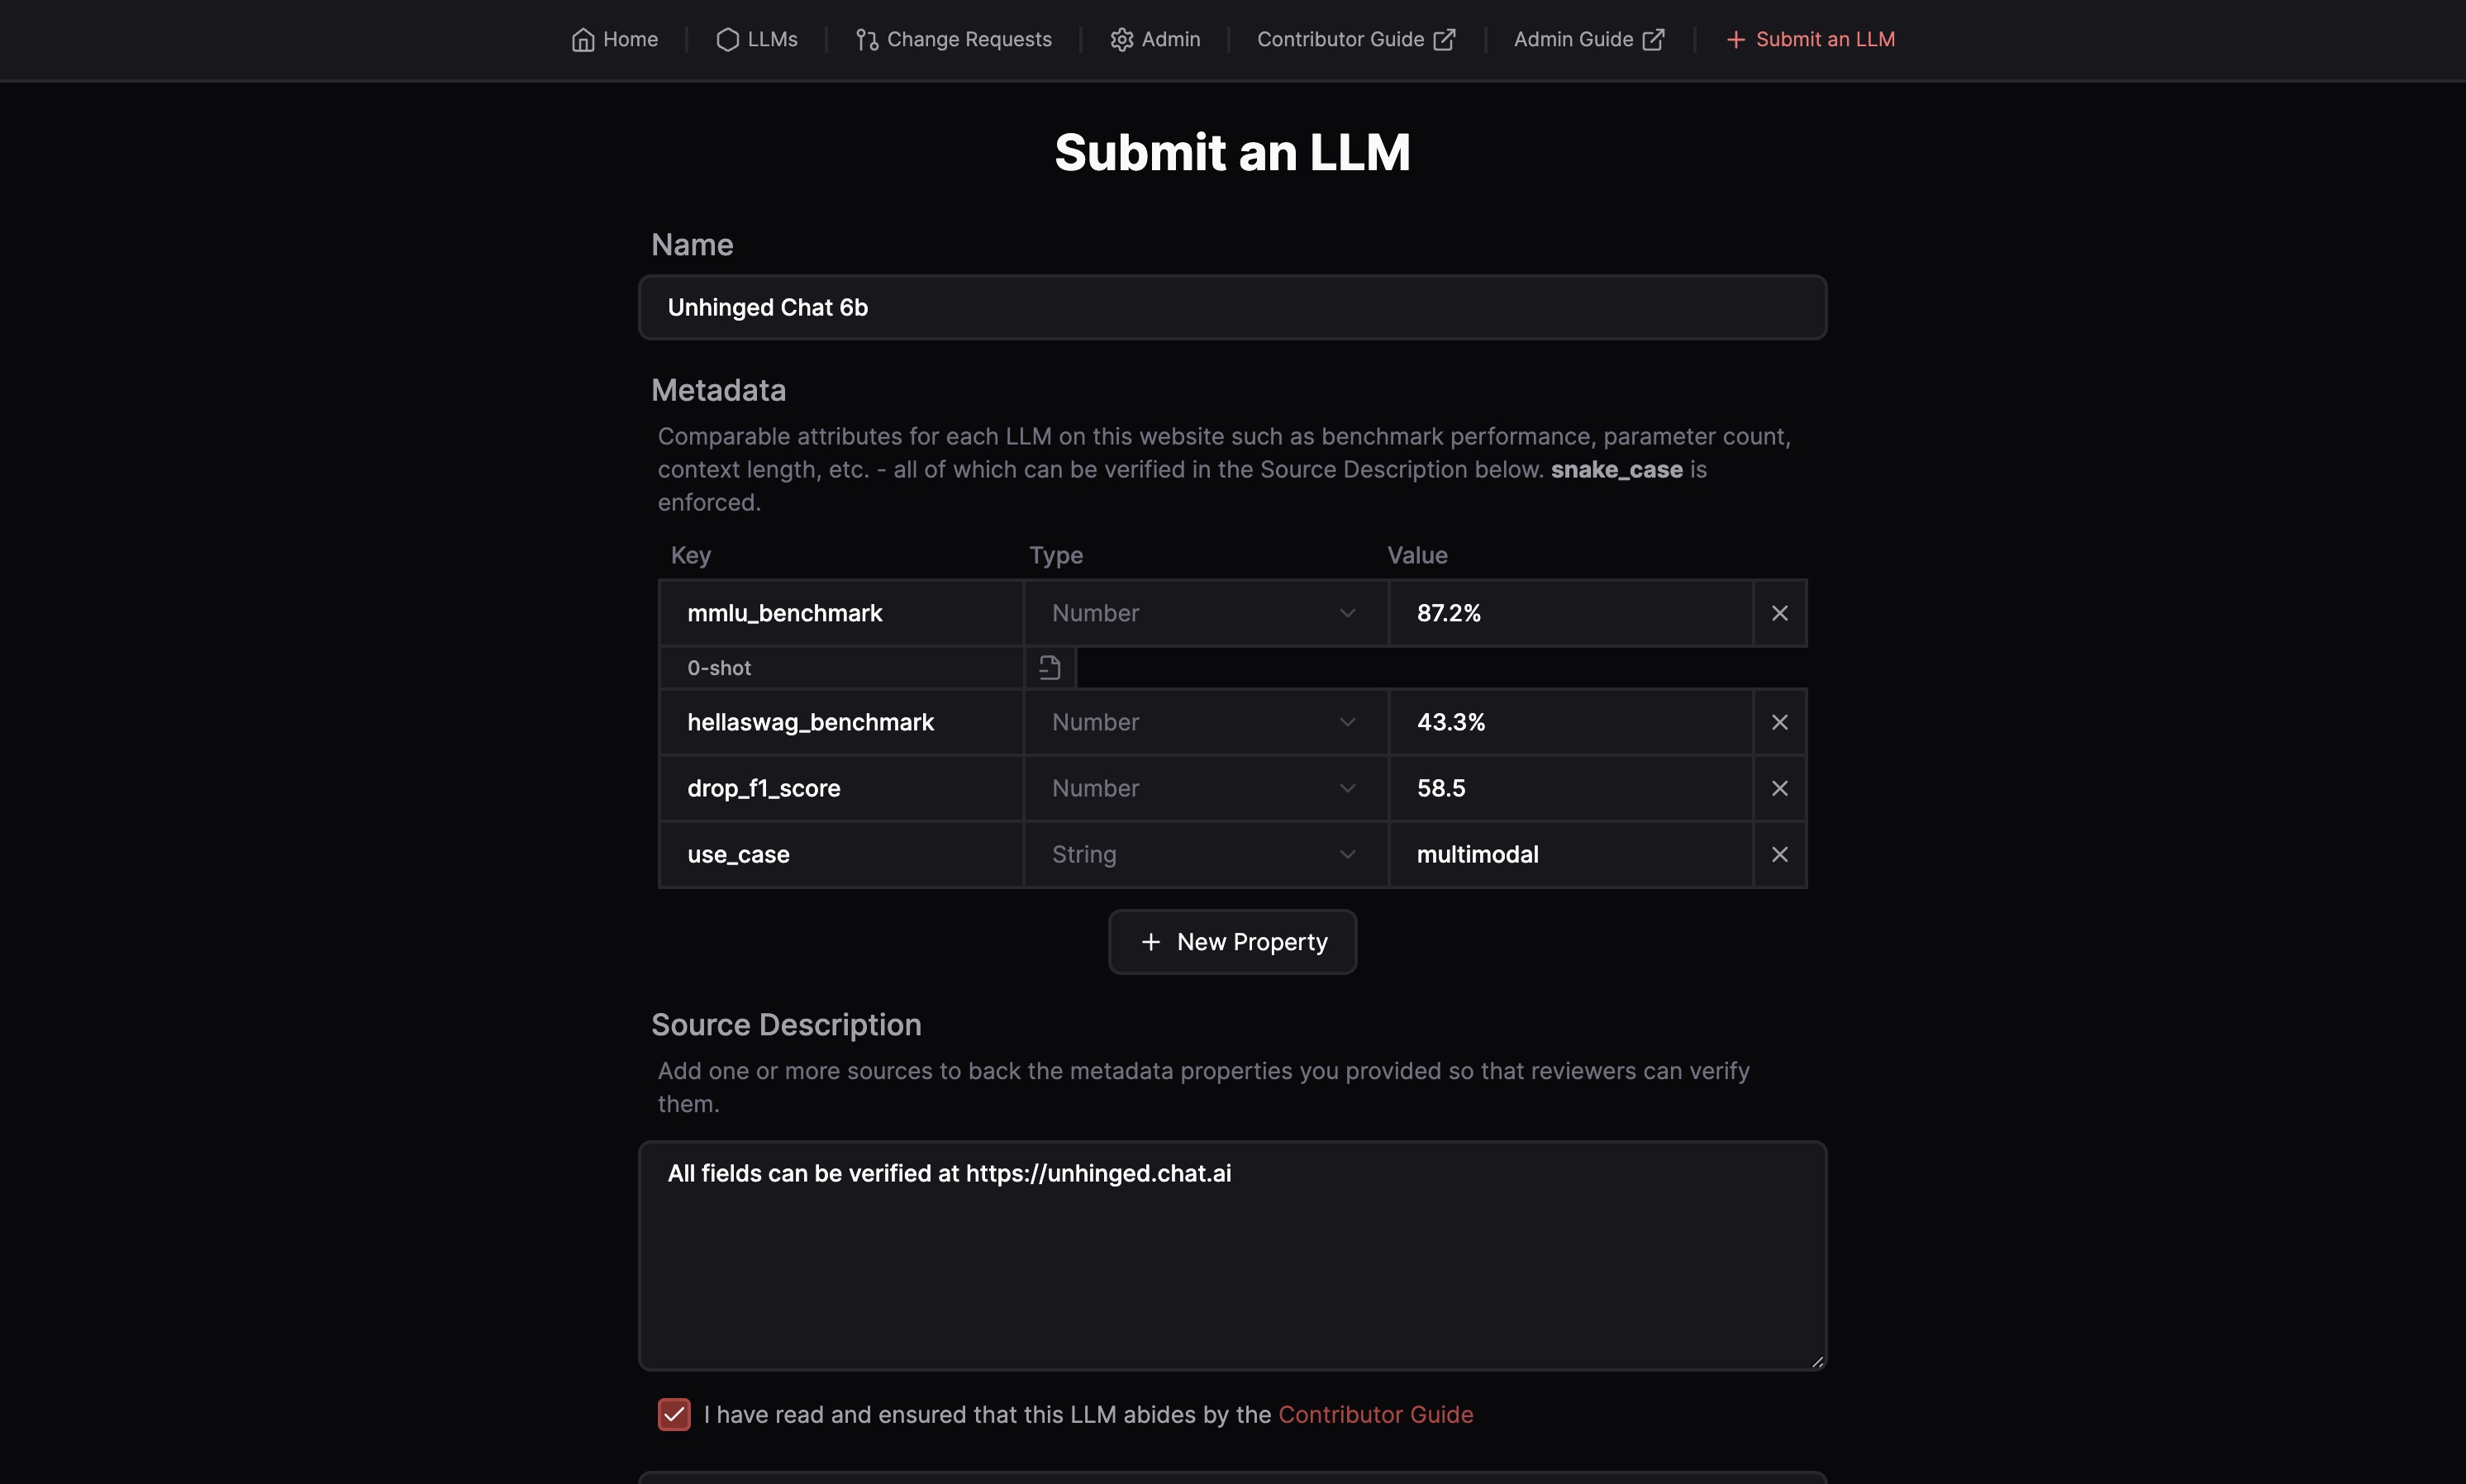 Home LLMs Change Requests Admin Contributor Guide Admin Guide Submit an LLM
Submit an LLM
Name
Unhinged Chat 6b
Metadata
Comparable attributes for each LLM on this website such as benchmark performance, parameter count,
context length, etc. - all of which can be verified in the Source Description below. snake_case is
enforced.
Key Type Value
mmlu_benchmark Number 87.2%
0-shot
hellaswag_benchmark Number 43.3%
drop_f1_score Number 58.5
use_case String multimodal
New Property
Source Description
Add one or more sources to back the metadata properties you provided so that reviewers can verify
them.
All fields can be verified at https://unhinged.chat.ai
I have read and ensured that this LLM abides by the Contributor Guide